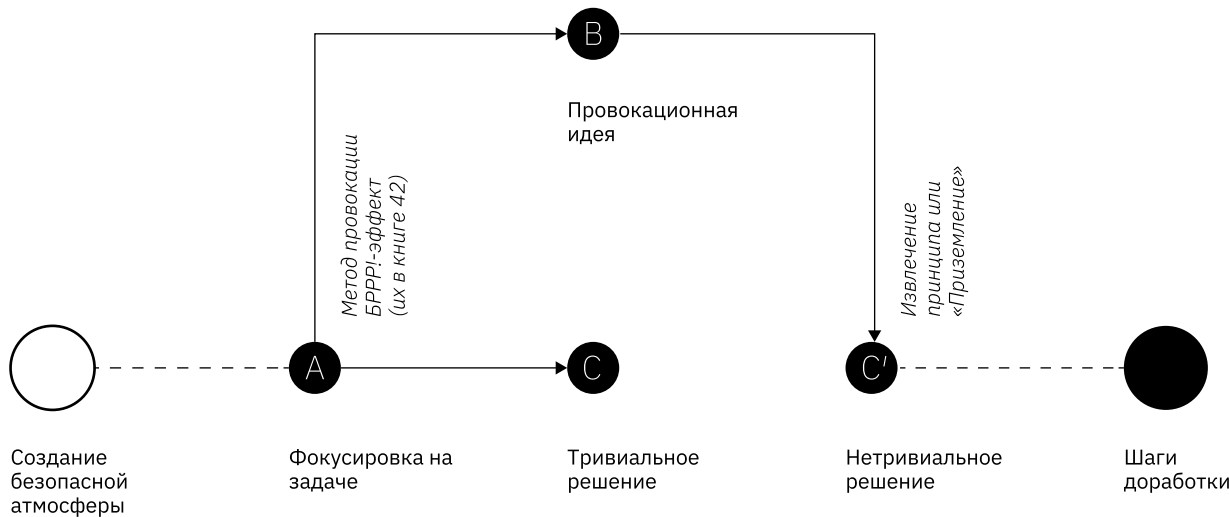 B
Провокационная
идея
Метод провокации
БРРР!-эффект
(их в книге 42)
Извлечение
принципа или
«Приземление»
A
C
C'
Создание
безопасной
атмосферы
Фокусировка на
задаче
Тривиальное
решение
Нетривиальное
решение
Шаги
доработки